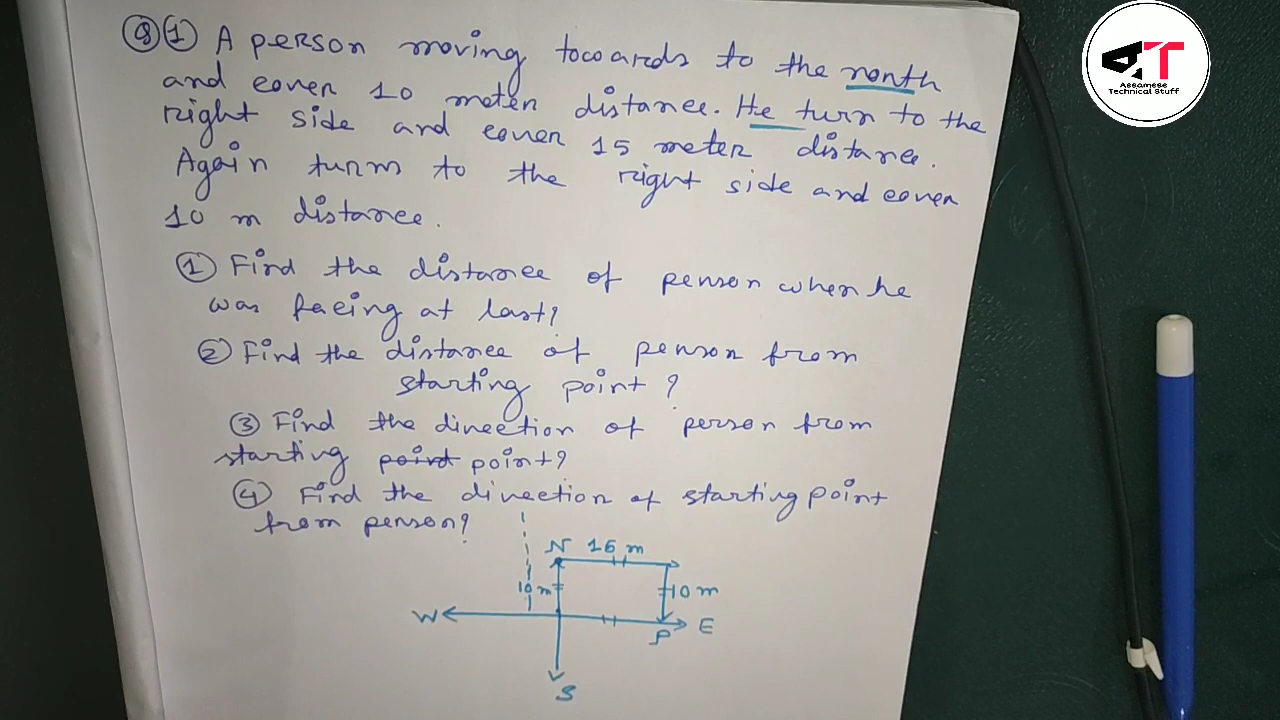 Q 1 A person moving towards to the north
and cover 10 meter distance. He turn to the
right side and cover 15 meter distance.
Again turns to the right side and cover
10 m distance.
1 Find the distance of person when he
was facing at last?
2 Find the distance of person from
starting point?
3 Find the direction of person from
starting point point?
4 Find the direction of starting point
from person?
N 15 m
10 m 10 m
W E
P
S
AT
Assamese
Technical Stuff